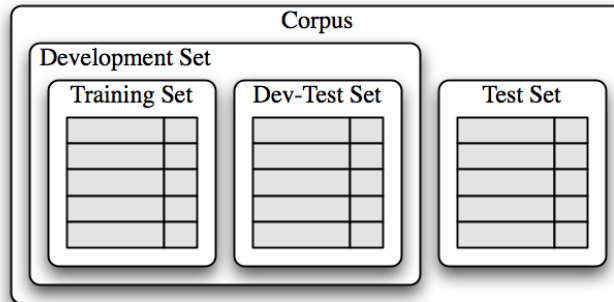 Corpus
Development Set
Training Set
Dev-Test Set
Test Set